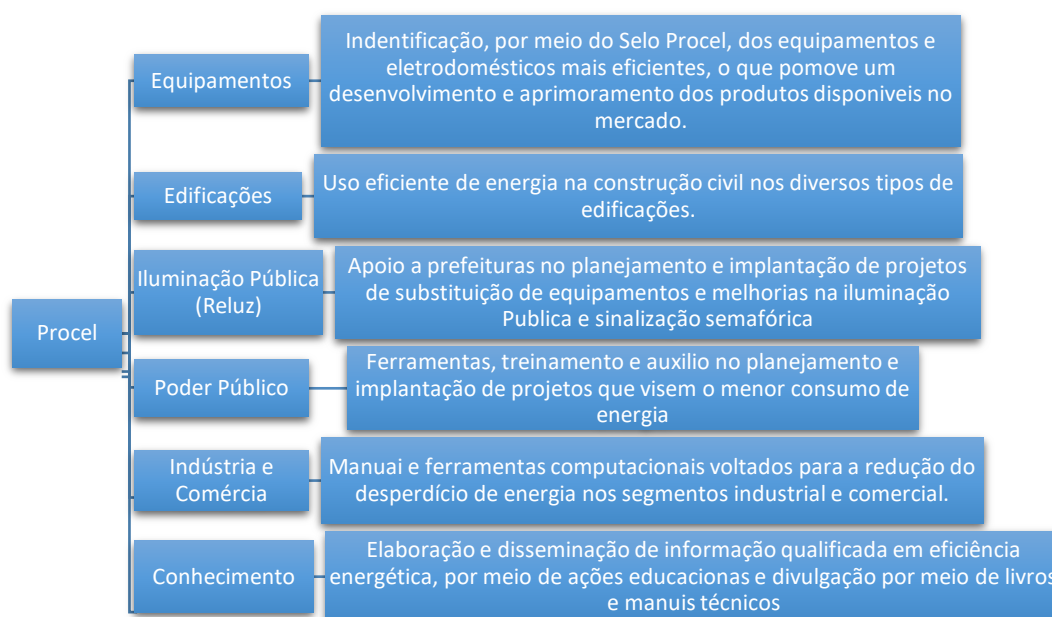 Equipamentos
Indentificação, por meio do Selo Procel, dos equipamentos e
eletrodomésticos mais eficientes, o que pomove um
desenvolvimento e aprimoramento dos produtos disponiveis no
mercado.
Edificações
Uso eficiente de energia na construção civil nos diversos tipos de
edificações.
Iluminação Pública
(Reluz)
Apoio a prefeituras no planejamento e implantação de projetos
de substituição de equipamentos e melhorias na iluminação
Publica e sinalização semafórica
Procel
Poder Público
Ferramentas, treinamento e auxilio no planejamento e
implantação de projetos que visem o menor consumo de
energia
Indústria e
Comércia
Manuai e ferramentas computacionais voltados para a redução do
desperdício de energia nos segmentos industrial e comercial.
Conhecimento
Elaboração e disseminação de informação qualificada em eficiência
energética, por meio de ações educacionas e divulgação por meio de livros
e manuis técnicos